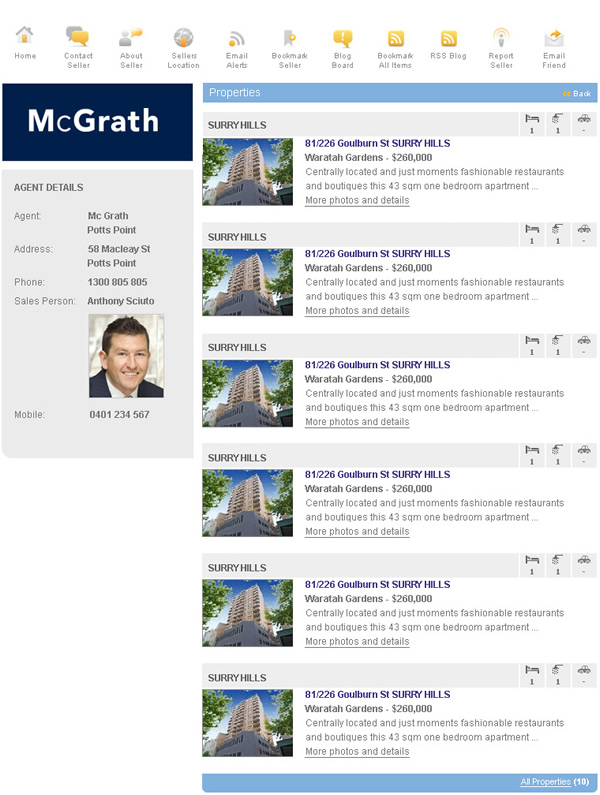 Home
Contact Seller
About Seller
Sellers Location
Email Alerts
Bookmark Seller
Blog Board
Bookmark All Items
RSS Blog
Report Seller
Email Friend
McGrath
AGENT DETAILS
Agent: Mc Grath
Potts Point
Address: 58 Macleay St
Potts Point
Phone: 1300 805 805
Sales Person: Anthony Sciuto
Mobile: 0401 234 567
Properties « Back
SURRY HILLS 1 1 -
81/226 Goulburn St SURRY HILLS
Waratah Gardens - $260,000
Centrally located and just moments fashionable restaurants
and boutiques this 43 sqm one bedroom apartment ...
More photos and details
SURRY HILLS 1 1 -
81/226 Goulburn St SURRY HILLS
Waratah Gardens - $260,000
Centrally located and just moments fashionable restaurants
and boutiques this 43 sqm one bedroom apartment ...
More photos and details
SURRY HILLS 1 1 -
81/226 Goulburn St SURRY HILLS
Waratah Gardens - $260,000
Centrally located and just moments fashionable restaurants
and boutiques this 43 sqm one bedroom apartment ...
More photos and details
SURRY HILLS 1 1 -
81/226 Goulburn St SURRY HILLS
Waratah Gardens - $260,000
Centrally located and just moments fashionable restaurants
and boutiques this 43 sqm one bedroom apartment ...
More photos and details
SURRY HILLS 1 1 -
81/226 Goulburn St SURRY HILLS
Waratah Gardens - $260,000
Centrally located and just moments fashionable restaurants
and boutiques this 43 sqm one bedroom apartment ...
More photos and details
SURRY HILLS 1 1 -
81/226 Goulburn St SURRY HILLS
Waratah Gardens - $260,000
Centrally located and just moments fashionable restaurants
and boutiques this 43 sqm one bedroom apartment ...
More photos and details
All Properties (10)